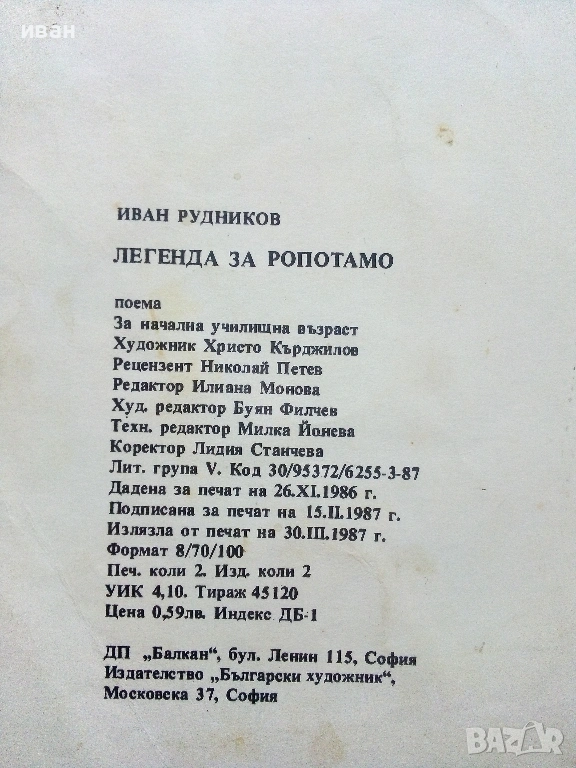 иван
ИВАН РУДНИКОВ
ЛЕГЕНДА ЗА РОПОТАМО
поема
За начална училищна възраст
Художник Христо Кърджилов
Рецензент Николай Петев
Редактор Илиана Монова
Худ. редактор Буян Филчев
Техн. редактор Милка Йонева
Коректор Лидия Станчева
Лит. група V. Код 30/95372/6255-3-87
Дадена за печат на 26.XI.1986 г.
Подписана за печат на 15.II.1987 г.
Излязла от печат на 30.III.1987 г.
Формат 8/70/100
Печ. коли 2. Изд. коли 2
УИК 4,10. Тираж 45120
Цена 0,59лв. Индекс ДБ-1
ДП „Балкан“, бул. Ленин 115, София
Издателство „Български художник“,
Московска 37, София
BAZAR